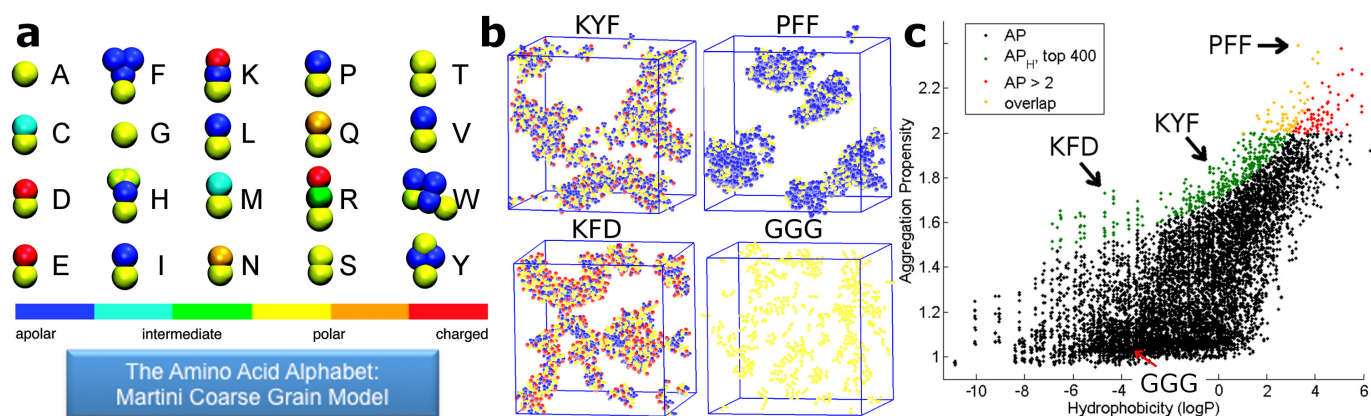 a
A F K P T
C G L Q V
D H M R W
E I N S Y
apolar intermediate polar charged
The Amino Acid Alphabet:
Martini Coarse Grain Model
b
KYF PFF
KFD GGG
c
AP
APH, top 400
AP > 2
overlap
PFF
KYF
KFD
GGG
Aggregation Propensity
2.2
2
1.8
1.6
1.4
1.2
1
-10 -8 -6 -4 -2 0 2 4 6
Hydrophobicity (logP)